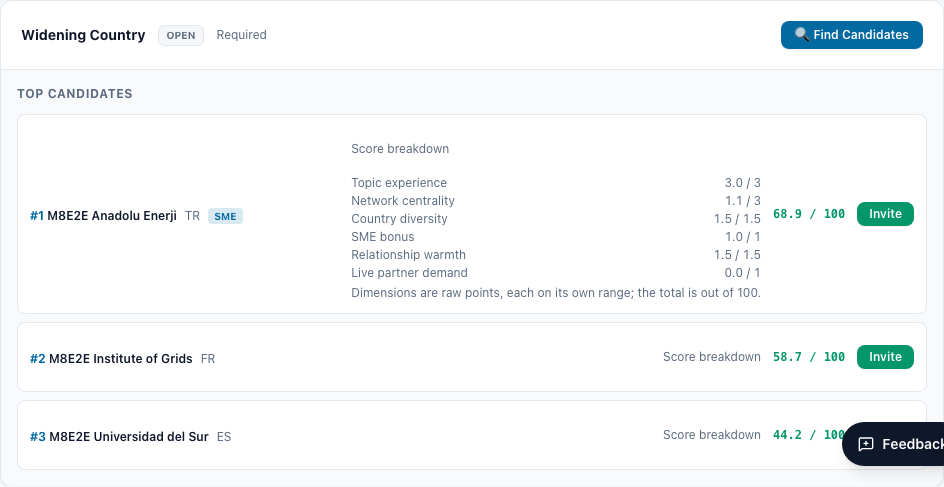 Widening Country OPEN Required 🔍 Find Candidates
TOP CANDIDATES
Score breakdown
Topic experience 3.0 / 3
Network centrality 1.1 / 3
#1 M8E2E Anadolu Enerji TR SME 68.9 / 100 Invite
Country diversity 1.5 / 1.5
SME bonus 1.0 / 1
Relationship warmth 1.5 / 1.5
Live partner demand 0.0 / 1
Dimensions are raw points, each on its own range; the total is out of 100.
#2 M8E2E Institute of Grids FR Score breakdown 58.7 / 100 Invite
#3 M8E2E Universidad del Sur ES Score breakdown 44.2 / 100
Feedback